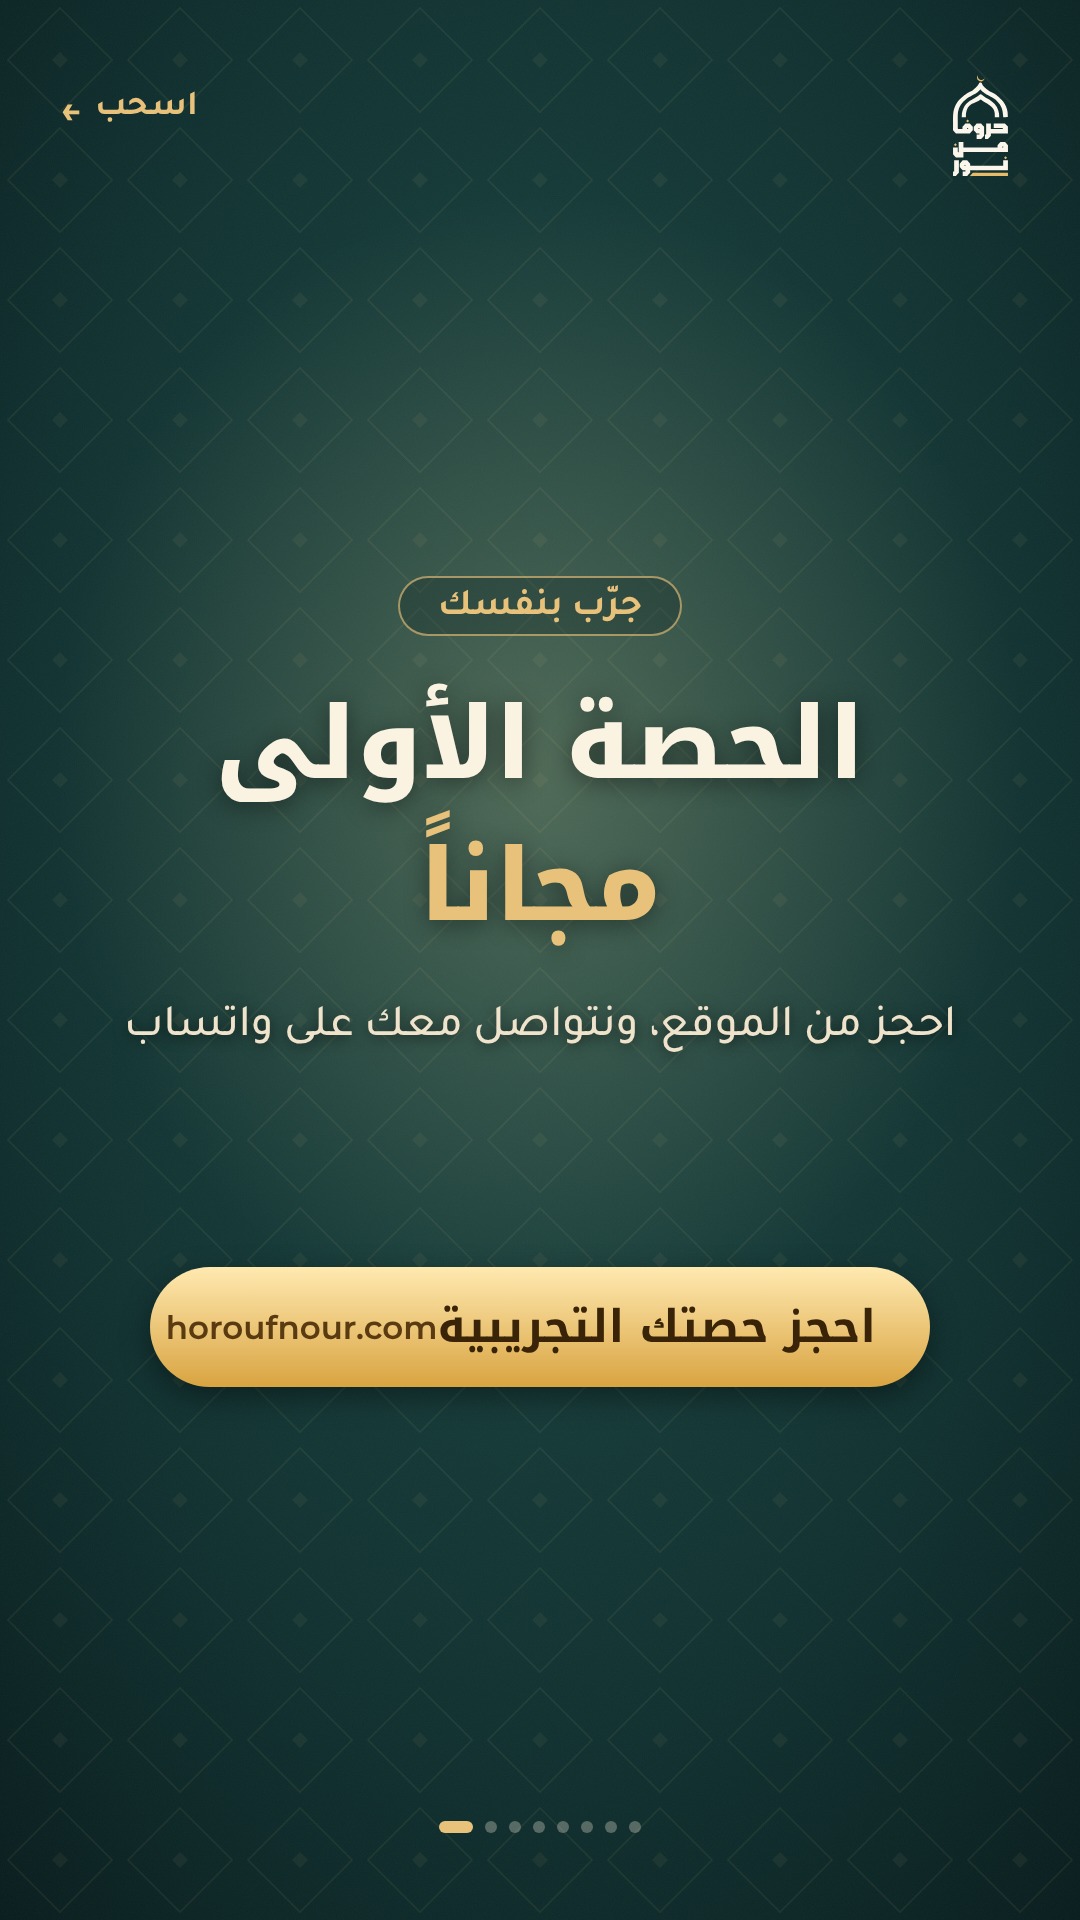 حروفا
من
نور
اسحب ←
جرّب بنفسك
الحصة الأولى
مجاناً
احجز من الموقع، ونتواصل معك على واتساب
احجز حصتك التجريبية horoufnour.com